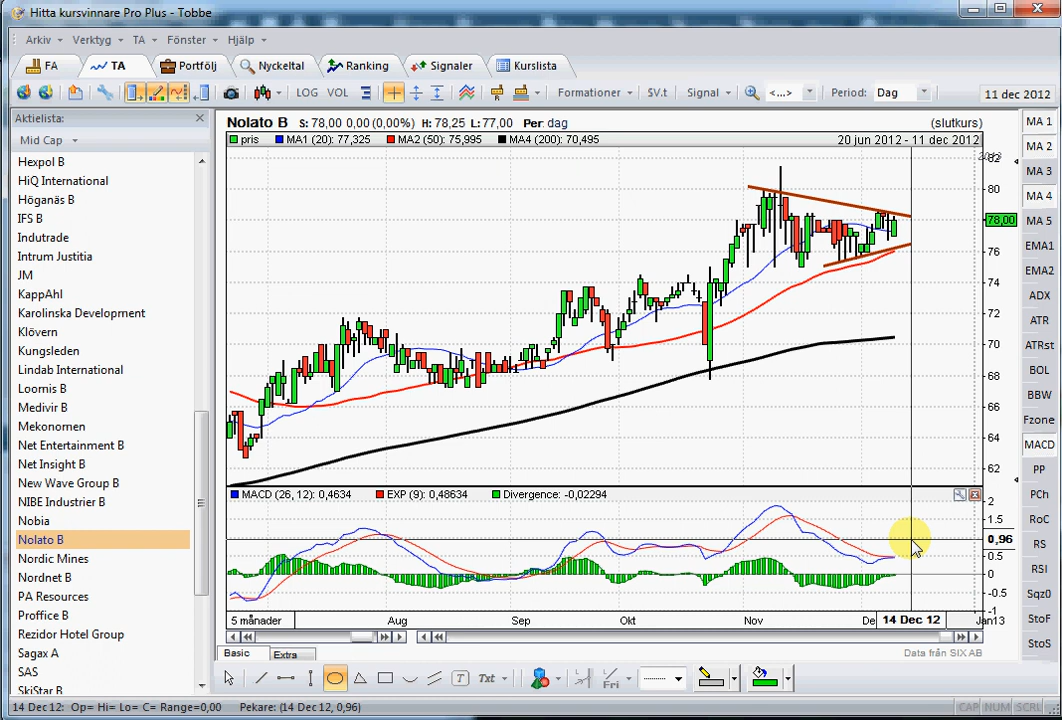 Hitta kursvinnare Pro Plus - Tobbe
Arkiv Verktyg TA Fönster Hjälp
FA TA Portfölj Nyckeltal Ranking Signaler Kurslista
LOG VOL Formationer $V.t Signal <...> Period: Dag 11 dec 2012
Aktielista:
Mid Cap
Hexpol B
HiQ International
Höganäs B
IFS B
Indutrade
Intrum Justitia
JM
KappAhl
Karolinska Development
Klövern
Kungsleden
Lindab International
Loomis B
Medivir B
Mekonomen
Net Entertainment B
Net Insight B
New Wave Group B
NIBE Industrier B
Nobia
Nolato B
Nordic Mines
Nordnet B
PA Resources
Proffice B
Rezidor Hotel Group
Sagax A
SAS
SkiStar B
Nolato B S: 78,00 0,00 (0,00%) H: 78,25 L: 77,00 Per: dag (slutkurs)
pris MA1 (20): 77,325 MA2 (50): 75,995 MA4 (200): 70,495 20 jun 2012 - 11 dec 2012
82
80
78,00
76
74
72
70
68
66
64
62
MACD (26, 12): 0,4634 EXP (9): 0,48634 Divergence: -0,02294
2
1.5
0,96
0.5
0
-0.5
-1
5 månader Aug Sep Okt Nov De 14 Dec 12 Jan13
Basic Extra Data från SIX AB
T Txt Fri
MA 1
MA 2
MA 3
MA 4
MA 5
EMA1
EMA2
ADX
ATR
ATRst
BOL
BBW
Fzone
MACD
PP
PCh
RoC
RS
RSI
Sqz0
StoF
StoS
14 Dec 12: Op= Hi= Lo= C= Range=0,00 Pekare: (14 Dec 12, 0,96) CAP NUM SCRL